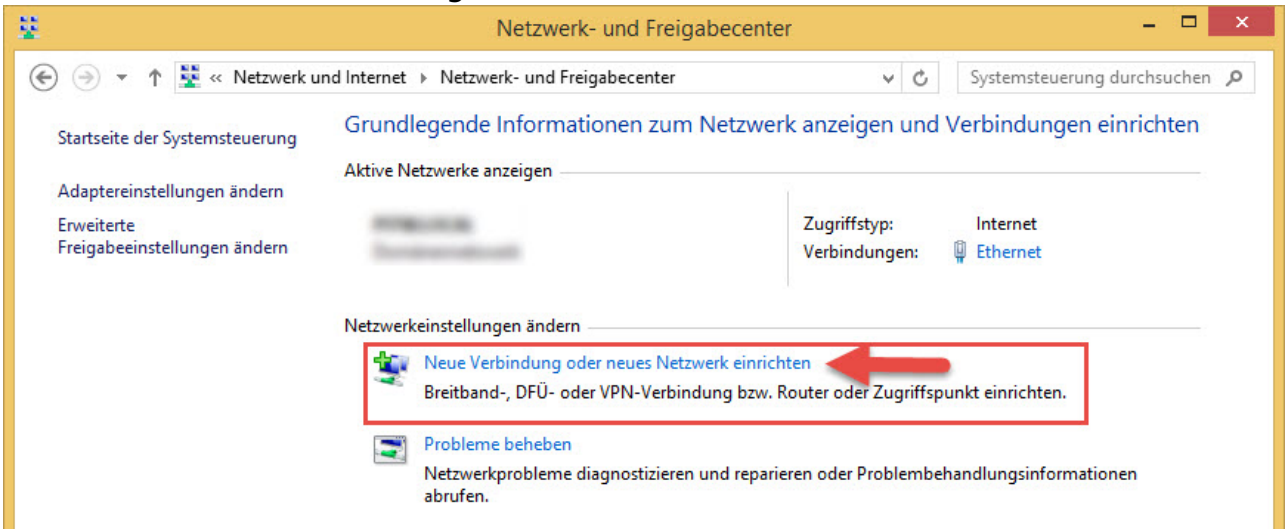 Netzwerk- und Freigabecenter
« Netzwerk und Internet Netzwerk- und Freigabecenter
Systemsteuerung durchsuchen
Startseite der Systemsteuerung
Adaptereinstellungen ändern
Erweiterte
Freigabeeinstellungen ändern
Grundlegende Informationen zum Netzwerk anzeigen und Verbindungen einrichten
Aktive Netzwerke anzeigen
Zugriffstyp: Internet
Verbindungen: Ethernet
Netzwerkeinstellungen ändern
Neue Verbindung oder neues Netzwerk einrichten
Breitband-, DFÜ- oder VPN-Verbindung bzw. Router oder Zugriffspunkt einrichten.
Probleme beheben
Netzwerkprobleme diagnostizieren und reparieren oder Problembehandlungsinformationen
abrufen.